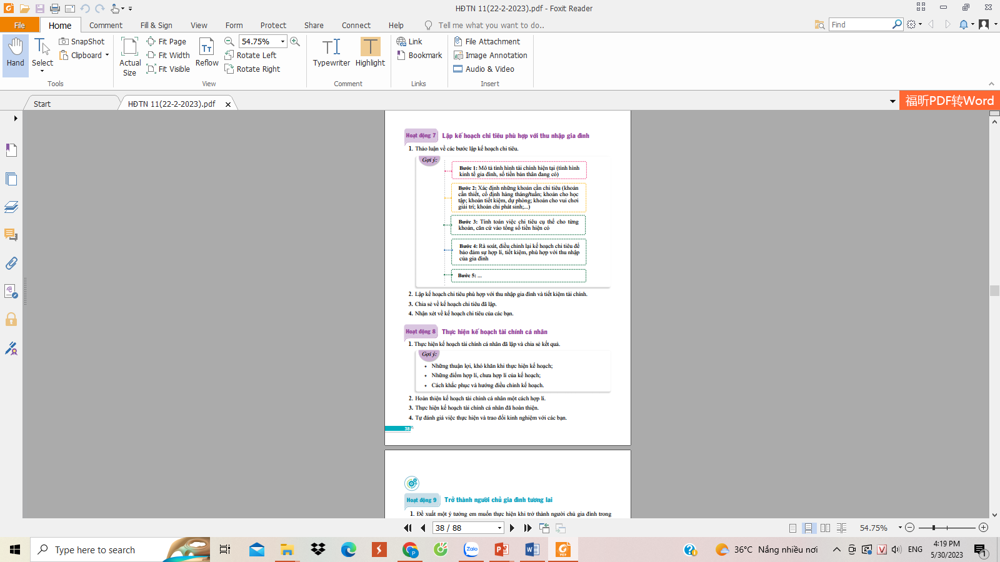 HĐTN 11(22-2-2023).pdf - Foxit Reader
File Home Comment Fill & Sign View Form Protect Share Connect Help Tell me what you want to do.. Find
Hand
Select
SnapShot
Clipboard
Tools
Actual Size
Fit Page
Fit Width
Fit Visible
Reflow
54.75%
Rotate Left
Rotate Right
View
Typewriter
Highlight
Comment
Link
Bookmark
Links
File Attachment
Image Annotation
Audio & Video
Insert
Start
HĐTN 11(22-2-2023).pdf
福昕PDF转Word
Hoạt động 7 Lập kế hoạch chi tiêu phù hợp với thu nhập gia đình
1. Thảo luận về các bước lập kế hoạch chi tiêu.
Gợi ý:
Bước 1: Mô tả tình hình tài chính hiện tại (tình hình
kinh tế gia đình, số tiền bản thân đang có)
Bước 2: Xác định những khoản cần chi tiêu (khoản
cần thiết, cố định hàng tháng/tuần; khoản cho học
tập; khoản tiết kiệm, dự phòng; khoản cho vui chơi
giải trí; khoản chi phát sinh;...)
Bước 3: Tính toán việc chi tiêu cụ thể cho từng
khoản, căn cứ vào tổng số tiền hiện có
Bước 4: Rà soát, điều chỉnh lại kế hoạch chi tiêu để
bảo đảm sự hợp lí, tiết kiệm, phù hợp với thu nhập
của gia đình
Bước 5: ...
2. Lập kế hoạch chi tiêu phù hợp với thu nhập gia đình và tiết kiệm tài chính.
3. Chia sẻ về kế hoạch chi tiêu đã lập.
4. Nhận xét về kế hoạch chi tiêu của các bạn.
Hoạt động 8 Thực hiện kế hoạch tài chính cá nhân
1. Thực hiện kế hoạch tài chính cá nhân đã lập và chia sẻ kết quả.
Gợi ý:
• Những thuận lợi, khó khăn khi thực hiện kế hoạch;
• Những điểm hợp lí, chưa hợp lí của kế hoạch;
• Cách khắc phục và hướng điều chỉnh kế hoạch.
2. Hoàn thiện kế hoạch tài chính cá nhân một cách hợp lí.
3. Thực hiện kế hoạch tài chính cá nhân đã hoàn thiện.
4. Tự đánh giá việc thực hiện và trao đổi kinh nghiệm với các bạn.
38
Hoạt động 9 Trở thành người chủ gia đình tương lai
1. Đề xuất một ý tưởng em muốn thực hiện khi trở thành người chủ gia đình trong
38 / 88
54.75%
Type here to search
Zalo
36°C Nắng nhiều nơi
ENG
4:19 PM
5/30/2023
1